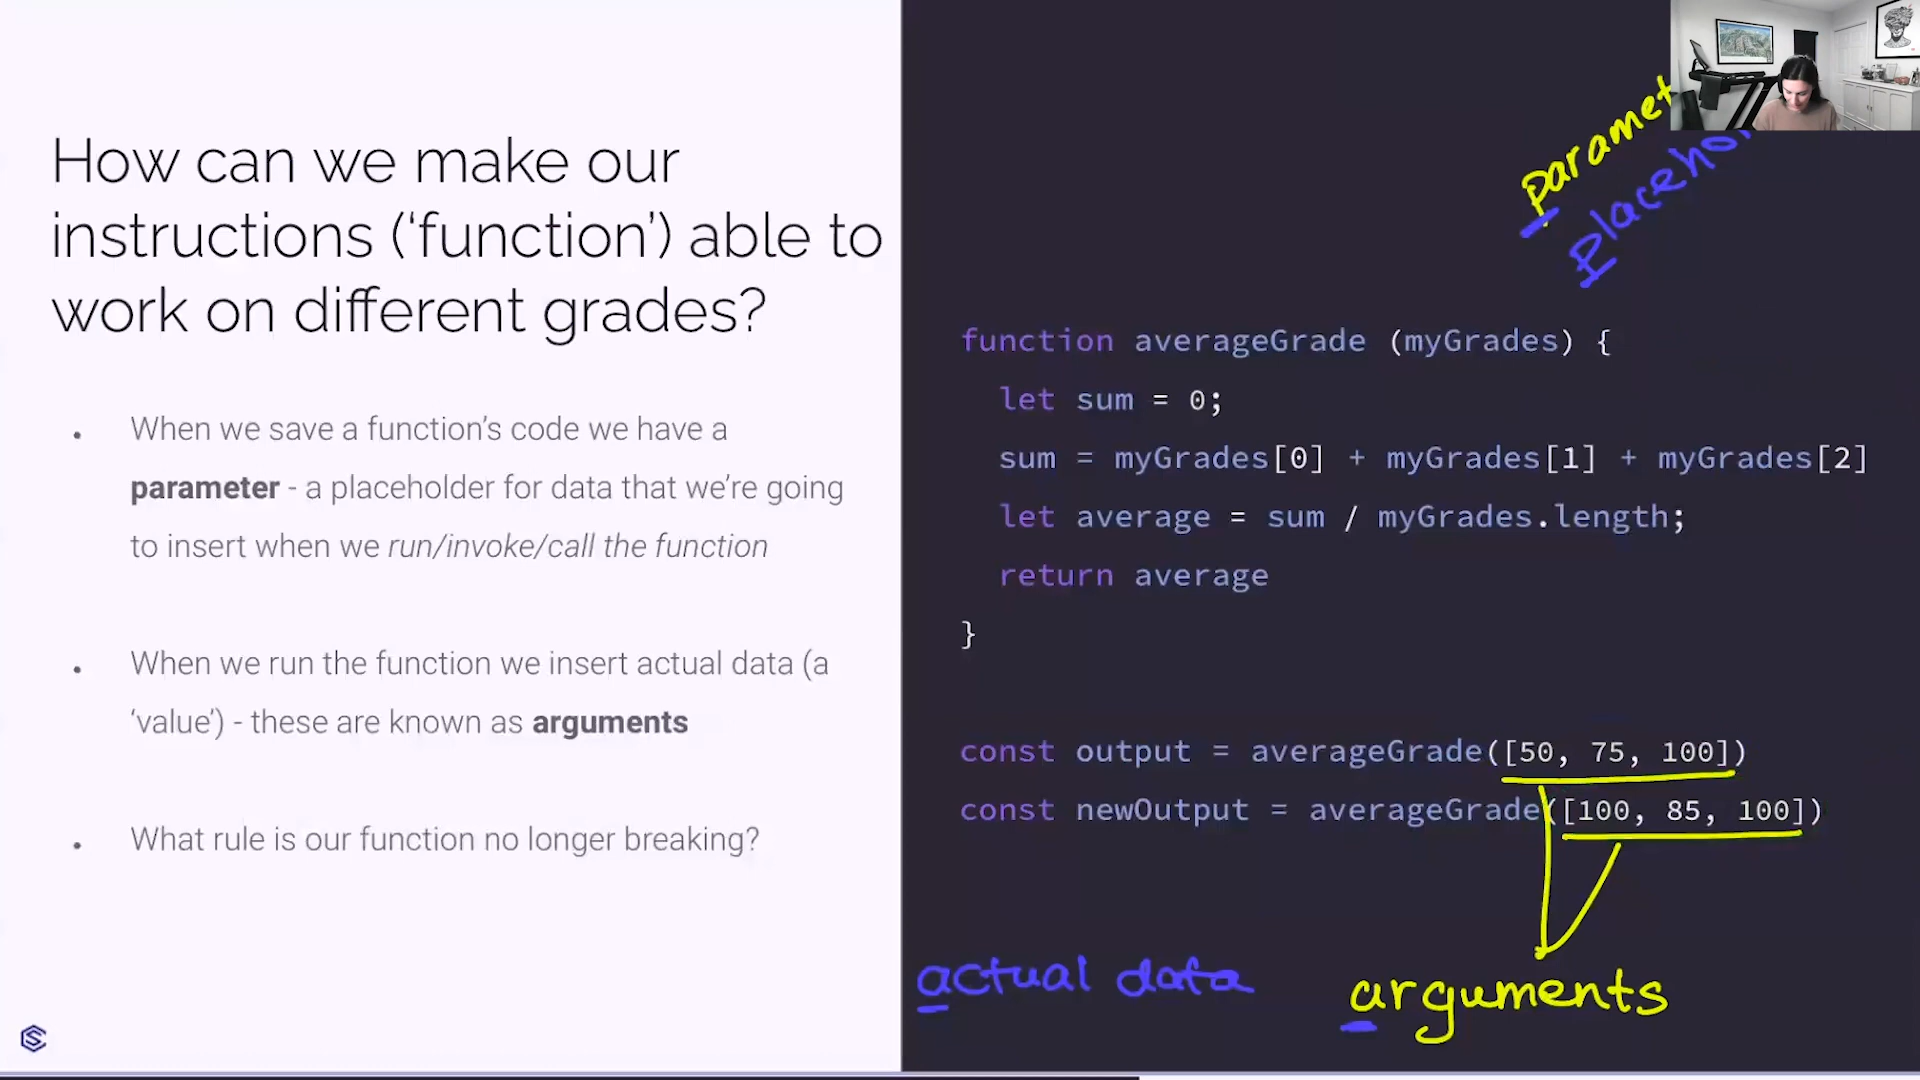 How can we make our
instructions (‘function’) able to
work on different grades?
• When we save a function’s code we have a
parameter - a placeholder for data that we’re going
to insert when we run/invoke/call the function
• When we run the function we insert actual data (a
‘value’) - these are known as arguments
• What rule is our function no longer breaking?
paramet
placehol
function averageGrade (myGrades) {
let sum = 0;
sum = myGrades[0] + myGrades[1] + myGrades[2]
let average = sum / myGrades.length;
return average
}
const output = averageGrade([50, 75, 100])
const newOutput = averageGrade([100, 85, 100])
actual data
arguments